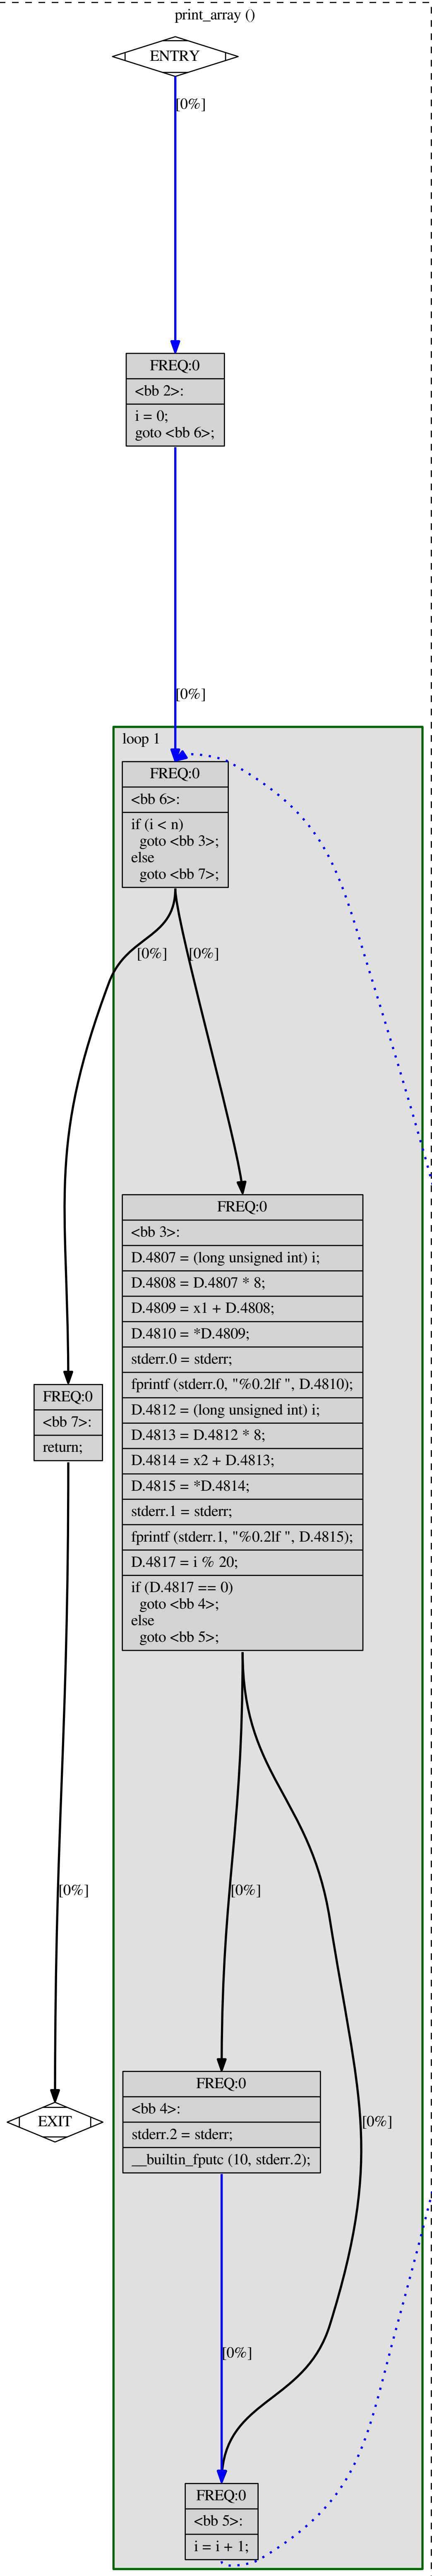 print_array ()
ENTRY
[0%]
FREQ:0
<bb 2>:
i = 0;
goto <bb 6>;
[0%]
loop 1
FREQ:0
<bb 6>:
if (i < n)
goto <bb 3>;
else
goto <bb 7>;
[0%]
[0%]
FREQ:0
<bb 3>:
D.4807 = (long unsigned int) i;
D.4808 = D.4807 * 8;
D.4809 = x1 + D.4808;
D.4810 = *D.4809;
stderr.0 = stderr;
fprintf (stderr.0, "%0.2lf ", D.4810);
D.4812 = (long unsigned int) i;
D.4813 = D.4812 * 8;
D.4814 = x2 + D.4813;
D.4815 = *D.4814;
stderr.1 = stderr;
fprintf (stderr.1, "%0.2lf ", D.4815);
D.4817 = i % 20;
if (D.4817 == 0)
goto <bb 4>;
else
goto <bb 5>;
FREQ:0
<bb 7>:
return;
[0%]
[0%]
EXIT
FREQ:0
<bb 4>:
stderr.2 = stderr;
__builtin_fputc (10, stderr.2);
[0%]
[0%]
FREQ:0
<bb 5>:
i = i + 1;